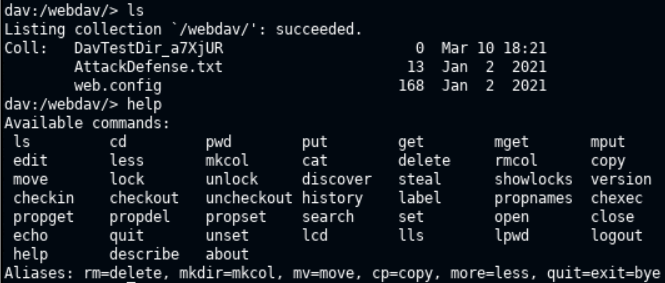 dav:/webdav/> ls
Listing collection `/webdav/': succeeded.
Coll:   DavTestDir_a7XjUR                      0  Mar 10 18:21
        AttackDefense.txt                     13  Jan  2  2021
        web.config                           168  Jan  2  2021
dav:/webdav/> help
Available commands:
 ls         cd         pwd        put        get        mget       mput
 edit       less       mkcol      cat        delete     rmcol      copy
 move       lock       unlock     discover   steal      showlocks  version
 checkin    checkout   uncheckout history    label      propnames  chexec
 propget    propdel    propset    search     set        open       close
 echo       quit       unset      lcd        lls        lpwd       logout
 help       describe   about
Aliases: rm=delete, mkdir=mkcol, mv=move, cp=copy, more=less, quit=exit=bye